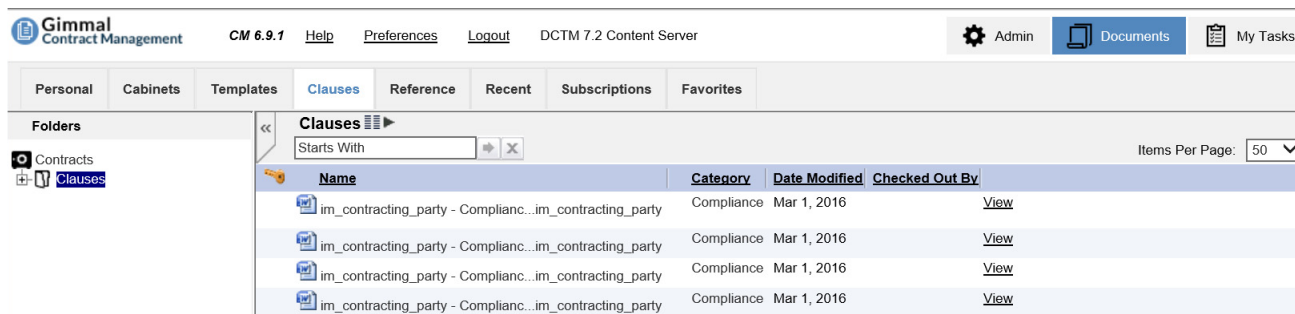 Gimmal
Contract Management
CM 6.9.1 Help Preferences Logout DCTM 7.2 Content Server
Admin Documents My Tasks
Personal Cabinets Templates Clauses Reference Recent Subscriptions Favorites
Folders
Clauses
Starts With
Items Per Page: 50
Contracts
Clauses
Name Category Date Modified Checked Out By
im_contracting_party - Complianc...im_contracting_party Compliance Mar 1, 2016 View
im_contracting_party - Complianc...im_contracting_party Compliance Mar 1, 2016 View
im_contracting_party - Complianc...im_contracting_party Compliance Mar 1, 2016 View
im_contracting_party - Complianc...im_contracting_party Compliance Mar 1, 2016 View